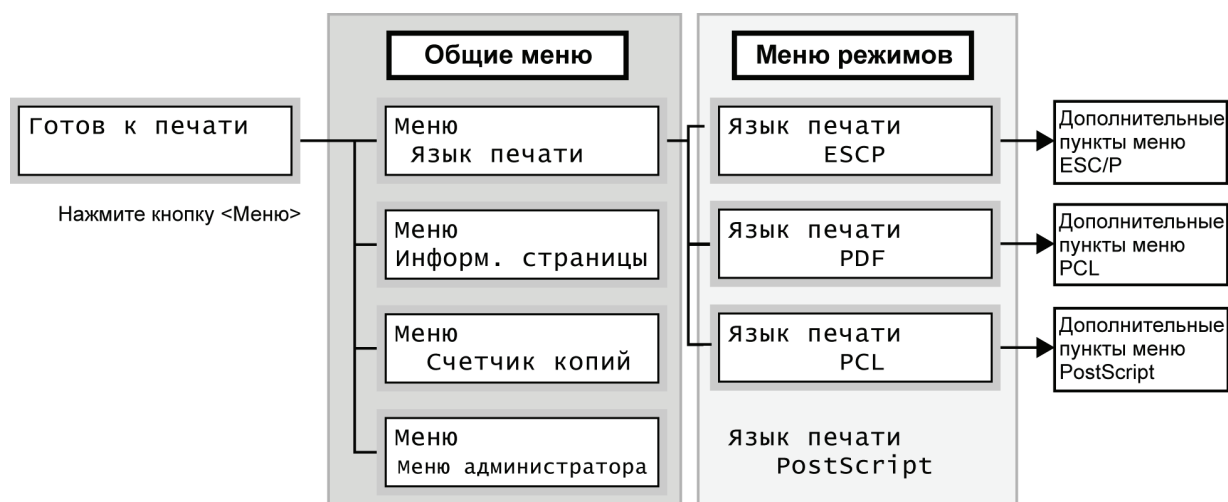 Общие меню
Меню режимов
Готов к печати
Нажмите кнопку <Меню>
Меню
Язык печати
Меню
Информ. страницы
Меню
Счетчик копий
Меню
Меню администратора
Язык печати
ESCP
Язык печати
PDF
Язык печати
PCL
Язык печати
PostScript
Дополнительные
пункты меню
ESC/P
Дополнительные
пункты меню
PCL
Дополнительные
пункты меню
PostScript